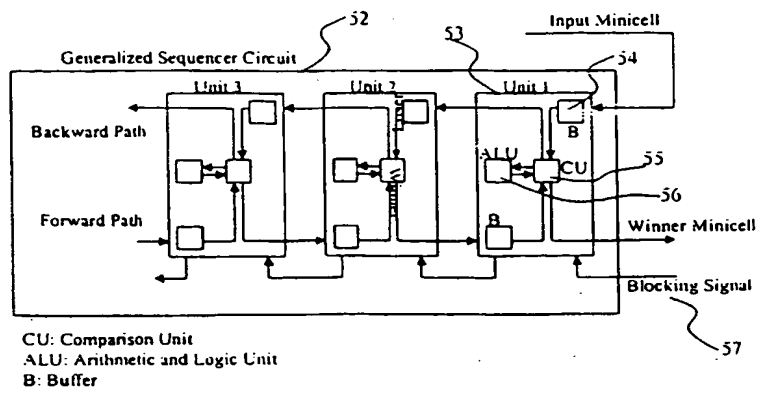 52
Input Minicell
53
54
Generalized Sequencer Circuit
Unit 3
Unit 2
Unit 1
Backward Path
B
ALU
CU
55
56
Forward Path
B
Winner Minicell
Blocking Signal
57
CU: Comparison Unit
ALU: Arithmetic and Logic Unit
B: Buffer